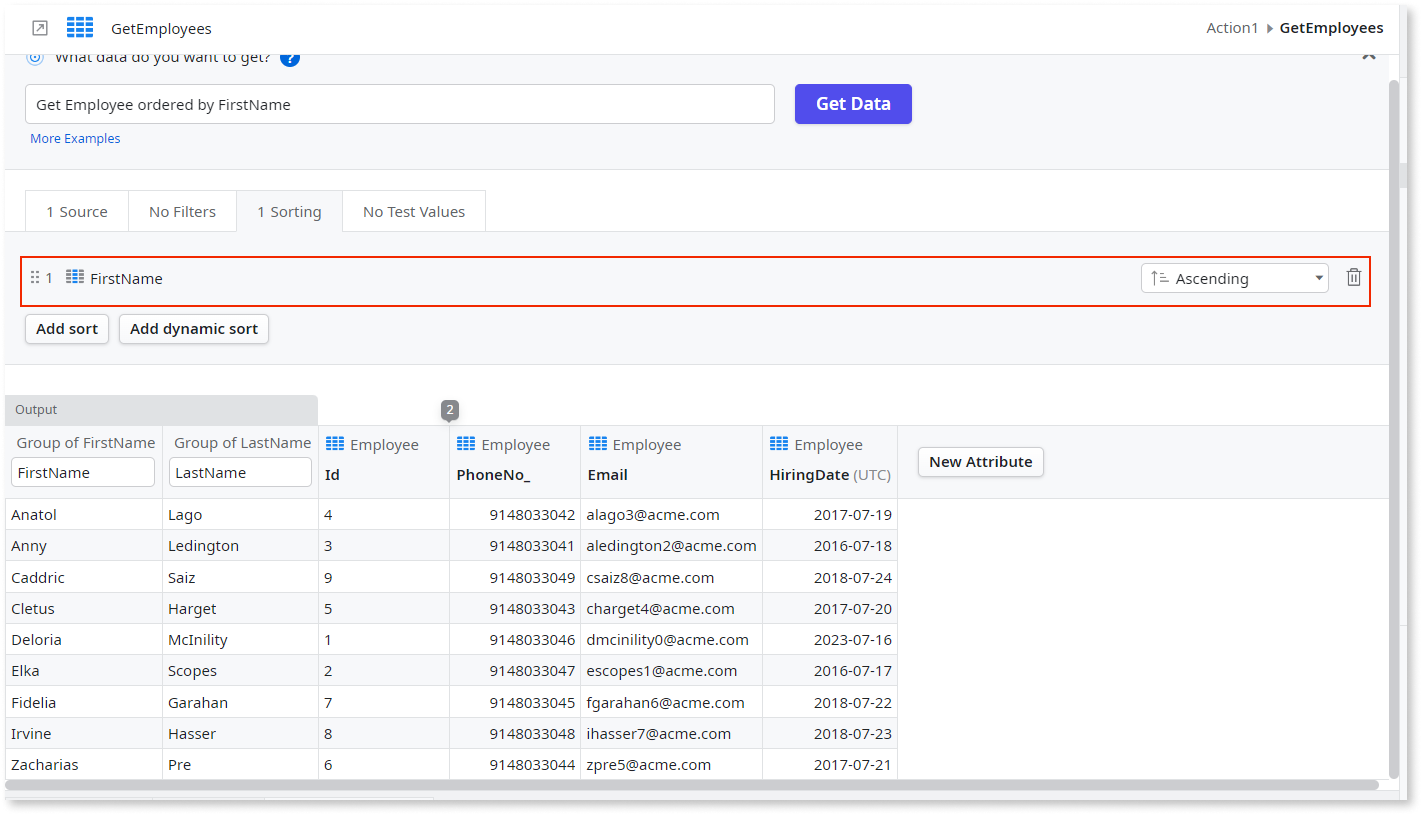 GetEmployees
Action1 GetEmployees
What data do you want to get? ?
Get Employee ordered by FirstName
Get Data
More Examples
1 Source No Filters 1 Sorting No Test Values
1 FirstName Ascending
Add sort Add dynamic sort
Output 2
Group of FirstName Group of LastName Employee Employee Employee Employee
FirstName LastName Id PhoneNo_ Email HiringDate (UTC) New Attribute
Anatol Lago 4 9148033042 alago3@acme.com 2017-07-19
Anny Ledington 3 9148033041 aledington2@acme.com 2016-07-18
Caddric Saiz 9 9148033049 csaiz8@acme.com 2018-07-24
Cletus Harget 5 9148033043 charget4@acme.com 2017-07-20
Deloria McInility 1 9148033046 dmcinility0@acme.com 2023-07-16
Elka Scopes 2 9148033047 escopes1@acme.com 2016-07-17
Fidelia Garahan 7 9148033045 fgarahan6@acme.com 2018-07-22
Irvine Hasser 8 9148033048 ihasser7@acme.com 2018-07-23
Zacharias Pre 6 9148033044 zpre5@acme.com 2017-07-21